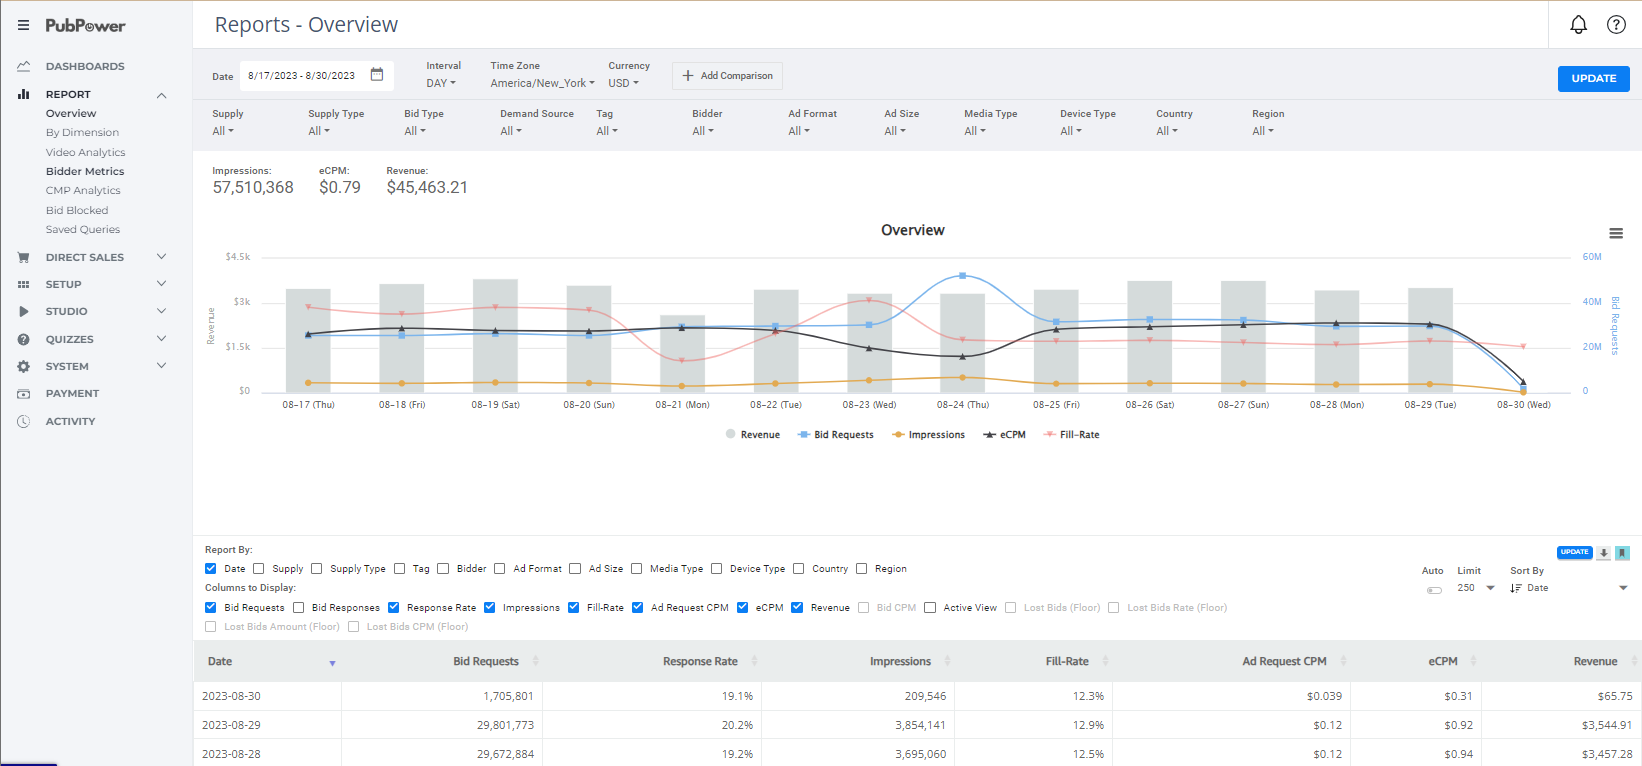 PubPower
Reports - Overview
DASHBOARDS
REPORT
Overview
By Dimension
Video Analytics
Bidder Metrics
CMP Analytics
Bid Blocked
Saved Queries
DIRECT SALES
SETUP
STUDIO
QUIZZES
SYSTEM
PAYMENT
ACTIVITY
Date 8/17/2023 - 8/30/2023
Interval Time Zone Currency
DAY America/New_York USD
Add Comparison
UPDATE
Supply Supply Type Bid Type Demand Source Tag Bidder Ad Format Ad Size Media Type Device Type Country Region
All All All All All All All All All All All All
Impressions: eCPM: Revenue:
57,510,368 $0.79 $45,463.21
Overview
$4.5k 60M
$3k 40M
$1.5k 20M
$0 0
Revenue
Bid Requests
08-17 (Thu) 08-18 (Fri) 08-19 (Sat) 08-20 (Sun) 08-21 (Mon) 08-22 (Tue) 08-23 (Wed) 08-24 (Thu) 08-25 (Fri) 08-26 (Sat) 08-27 (Sun) 08-28 (Mon) 08-29 (Tue) 08-30 (Wed)
Revenue Bid Requests Impressions eCPM Fill-Rate
Report By:
UPDATE
Date Supply Supply Type Tag Bidder Ad Format Ad Size Media Type Device Type Country Region
Auto Limit Sort By
250 Date
Columns to Display:
Bid Requests Bid Responses Response Rate Impressions Fill-Rate Ad Request CPM eCPM Revenue Bid CPM Active View Lost Bids (Floor) Lost Bids Rate (Floor)
Lost Bids Amount (Floor) Lost Bids CPM (Floor)
Date Bid Requests Response Rate Impressions Fill-Rate Ad Request CPM eCPM Revenue
2023-08-30 1,705,801 19.1% 209,546 12.3% $0.039 $0.31 $65.75
2023-08-29 29,801,773 20.2% 3,854,141 12.9% $0.12 $0.92 $3,544.91
2023-08-28 29,672,884 19.2% 3,695,060 12.5% $0.12 $0.94 $3,457.28